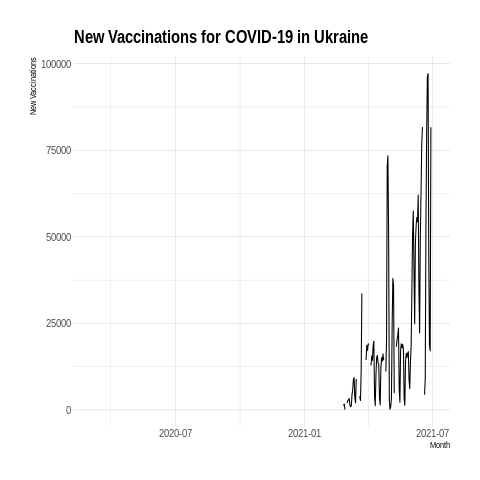 New Vaccinations for COVID-19 in Ukraine
New Vaccinations
100000
75000
50000
25000
0
2020-07
2021-01
2021-07
Month